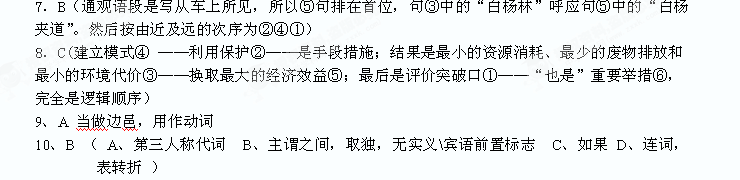 7. B（通观语段是写从车上所见，所以⑤句排在首位，句③中的“白杨林”呼应句⑤中的“白杨
夹道”。然后按由近及远的次序为②④①）
8. C(建立模式④ ——利用保护②——是手段措施；结果是最小的资源消耗、最少的废物排放和
最小的环境代价③——换取最大的经济效益⑤；最后是评价突破口①——“也是”重要举措⑥，
完全是逻辑顺序）
9、 A 当做边邑，用作动词
10、B （ A、第三人称代词 B、主谓之间，取独，无实义\宾语前置标志 C、如果 D、连词，
表转折 ）